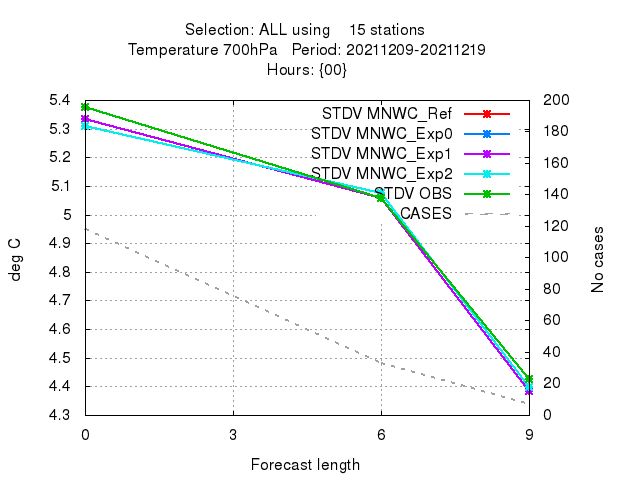 Selection: ALL using 15 stations
Temperature 700hPa Period: 20211209-20211219
Hours: {00}
5.4
5.3
5.2
5.1
5
4.9
4.8
4.7
4.6
4.5
4.4
4.3
200
180
160
140
120
100
80
60
40
20
0
STDV MNWC_Ref
STDV MNWC_Exp0
STDV MNWC_Exp1
STDV MNWC_Exp2
STDV OBS
CASES
deg C
No cases
0 3 6 9
Forecast length